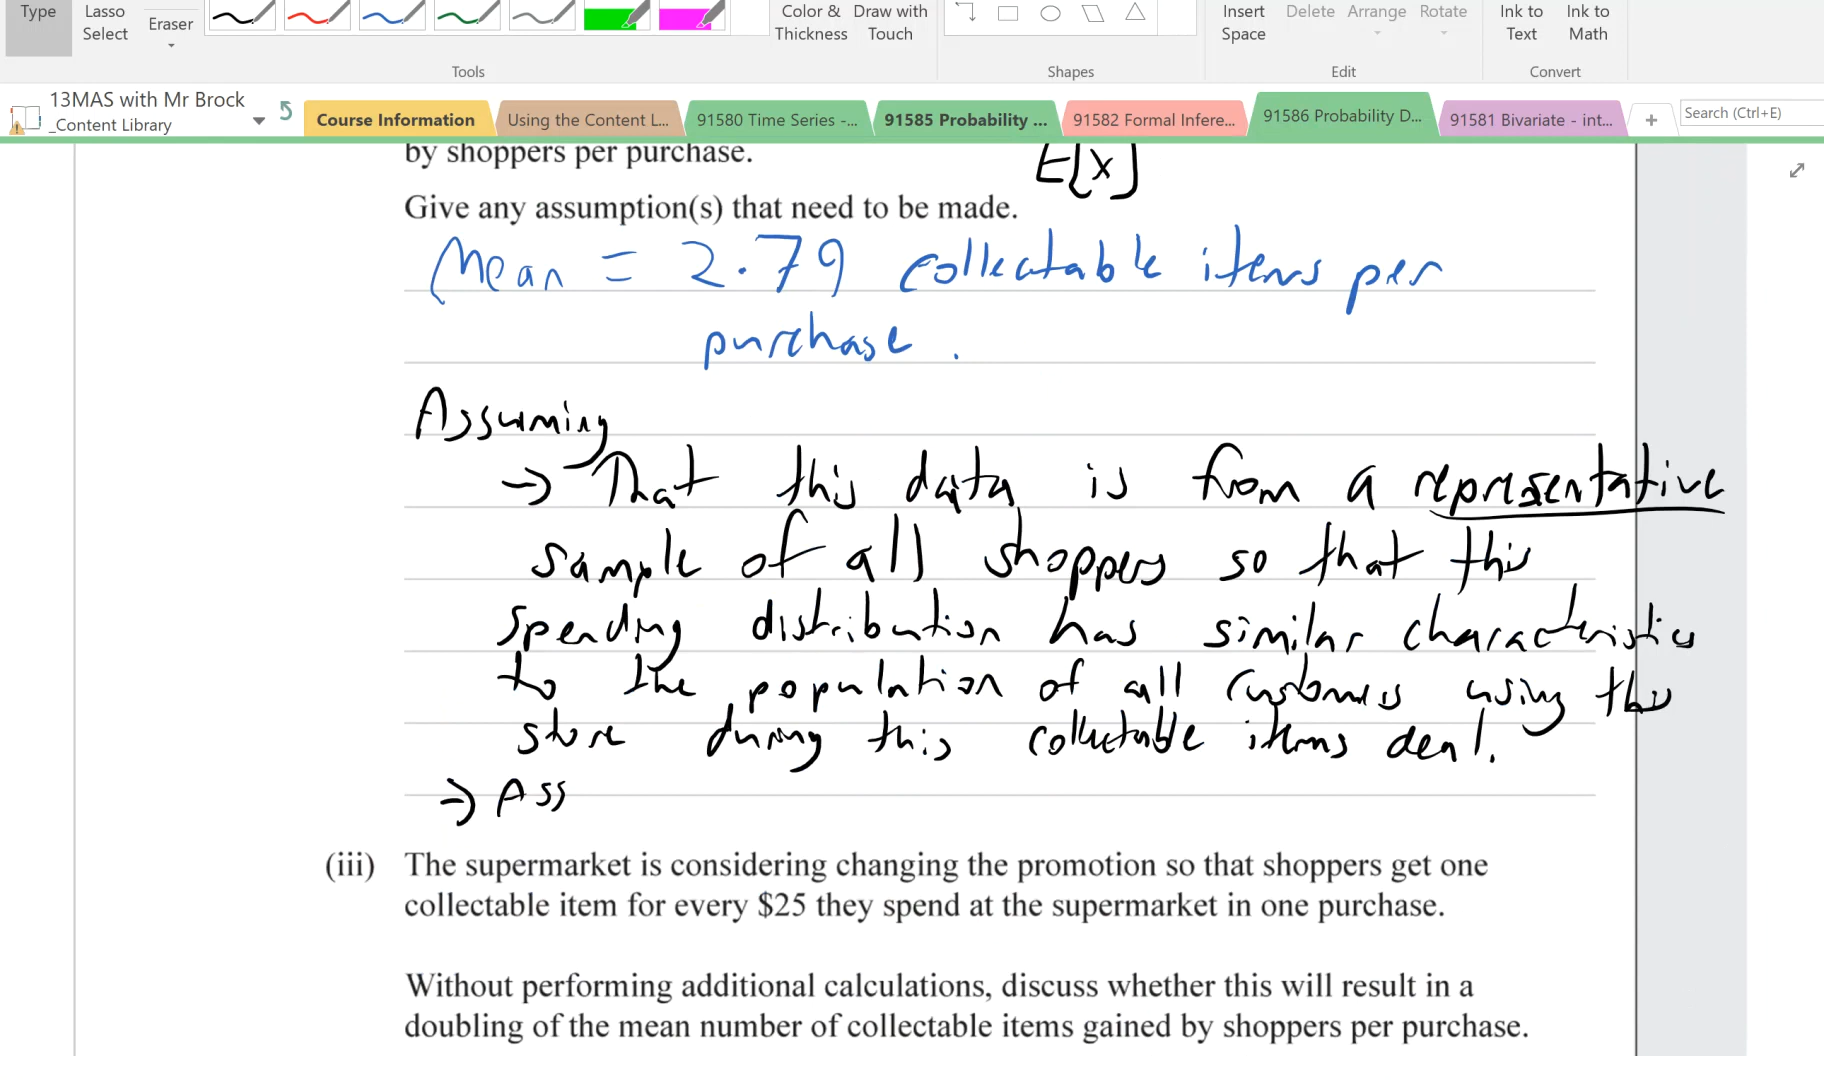 Type
Lasso
Select
Eraser
Color &
Thickness
Draw with
Touch
Insert
Space
Delete
Arrange
Rotate
Ink to
Text
Ink to
Math
Tools
Shapes
Edit
Convert
13MAS with Mr Brock
_Content Library
Course Information
Using the Content L...
91580 Time Series -...
91585 Probability ...
91582 Formal Infere...
91586 Probability D...
91581 Bivariate - int...
+
Search (Ctrl+E)
by shoppers per purchase.
E[X]
Give any assumption(s) that need to be made.
Mean = 2.79 collectable items per
purchase.
Assuming
→ That this data is from a representative
sample of all shoppers so that this
spending distribution has similar characteristics
to the population of all customers using this
store during this collectable items deal.
→ Ass
(iii) The supermarket is considering changing the promotion so that shoppers get one
collectable item for every $25 they spend at the supermarket in one purchase.
Without performing additional calculations, discuss whether this will result in a
doubling of the mean number of collectable items gained by shoppers per purchase.